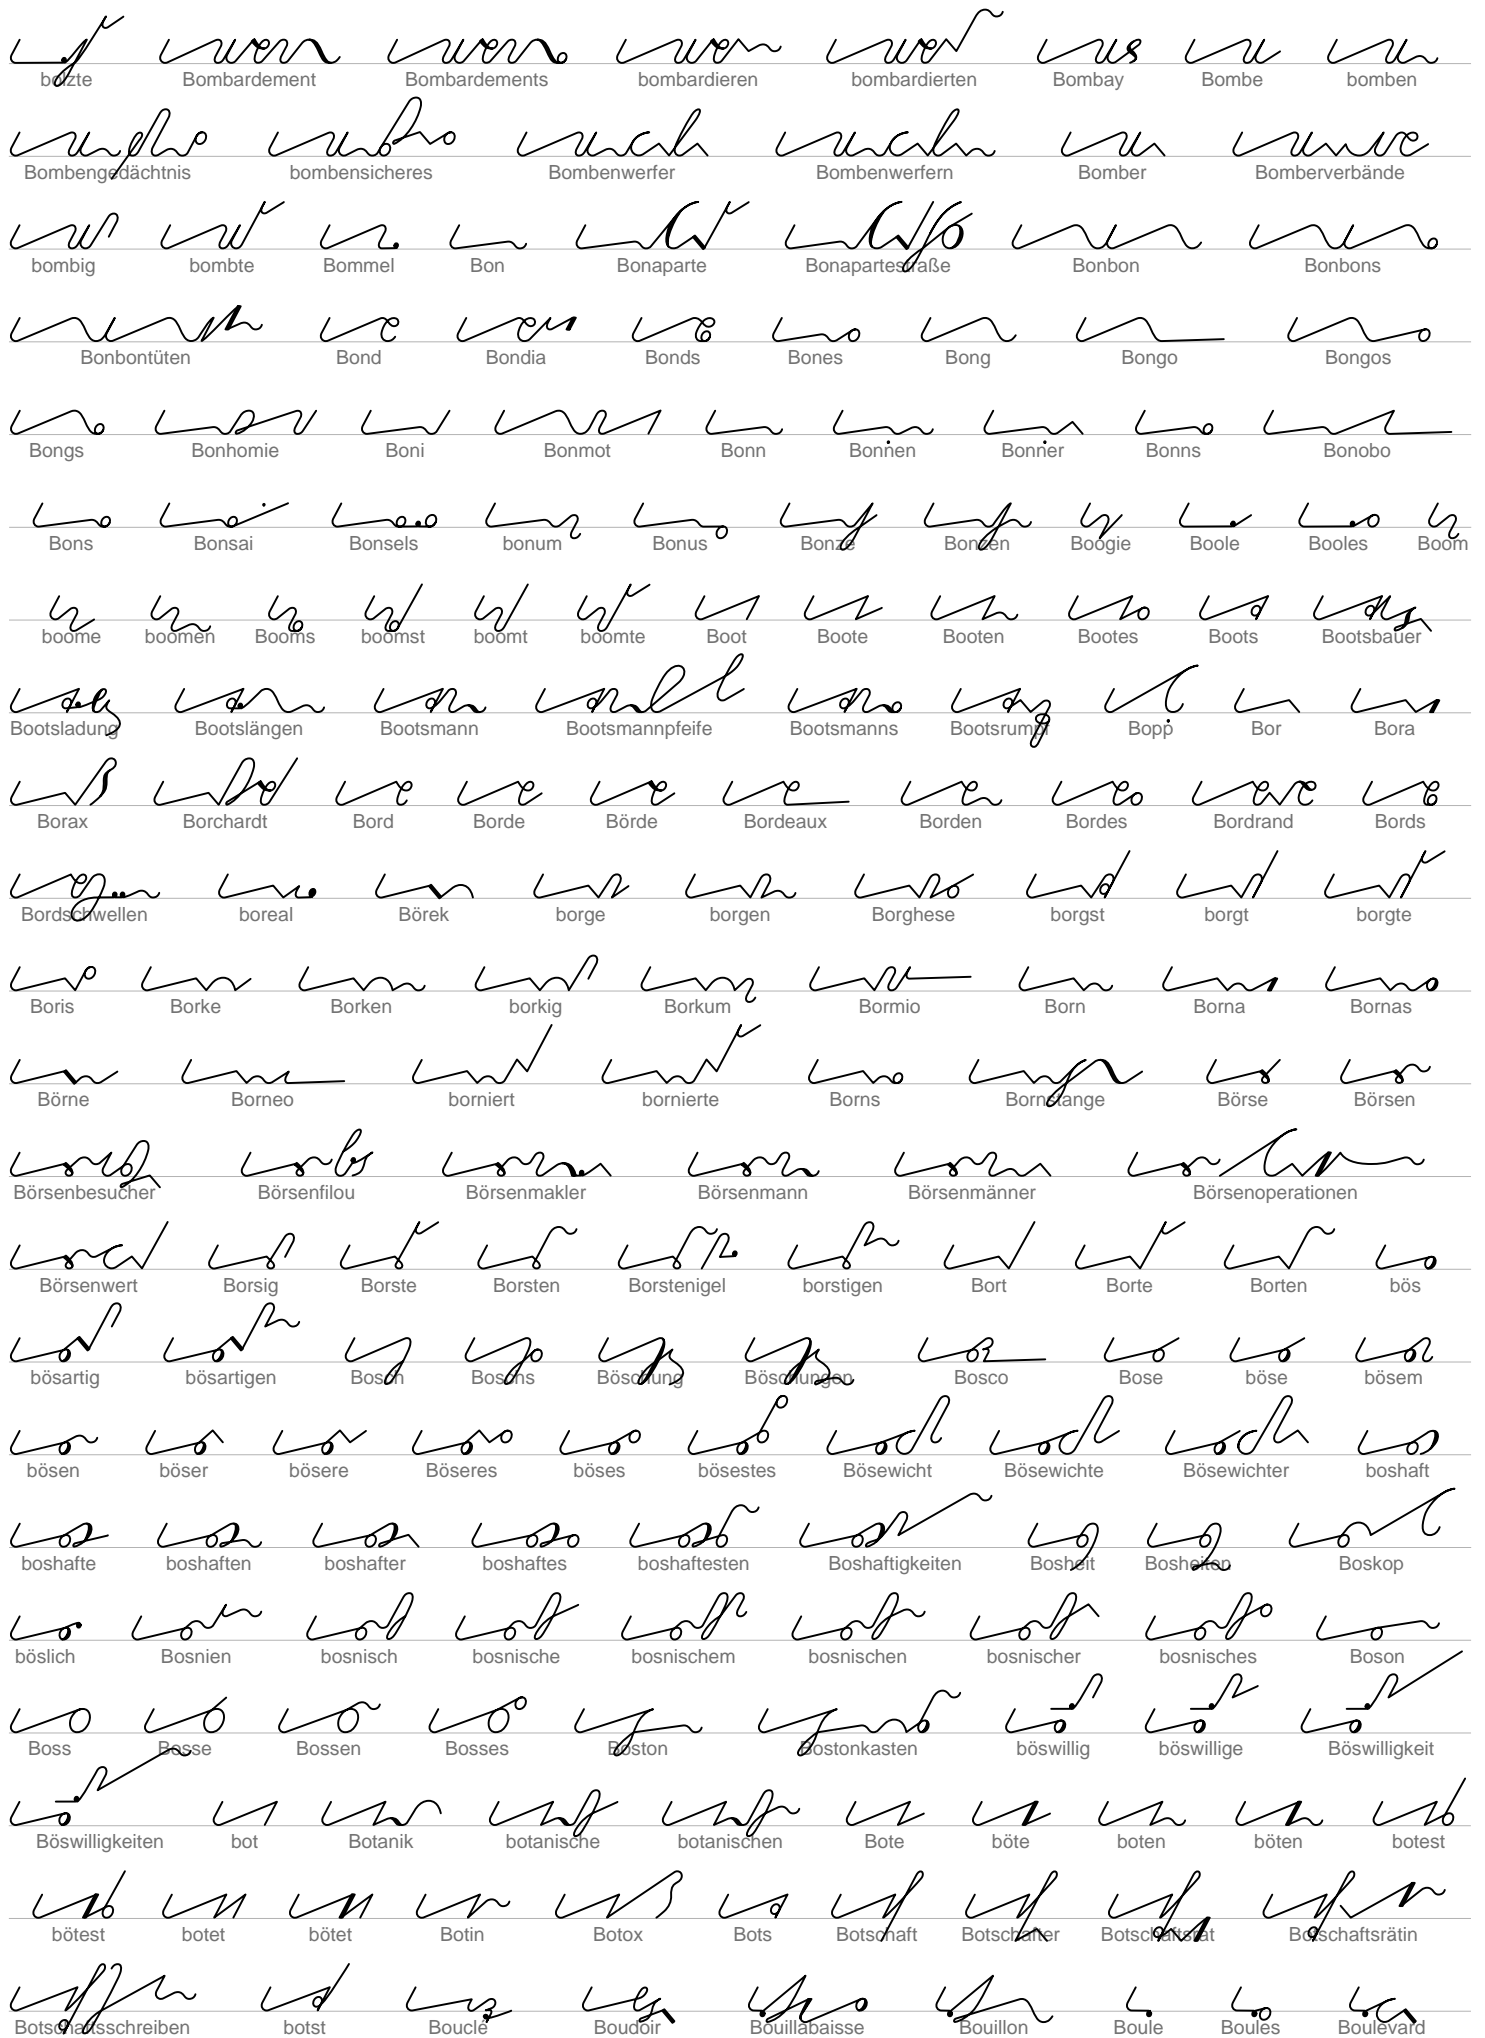 bolzte Bombardement Bombardements bombardieren bombardierten Bombay Bombe bomben
Bombengedächtnis bombensicheres Bombenwerfer Bombenwerfern Bomber Bomberverbände
bombig bombte Bommel Bon Bonaparte Bonapartestraße Bonbon Bonbons
Bonbontüten Bond Bondia Bonds Bones Bong Bongo Bongos
Bongs Bonhomie Boni Bonmot Bonn Bonnen Bonner Bonns Bonobo
Bons Bonsai Bonsels bonum Bonus Bonze Bonzen Boogie Boole Booles Boom
boome boomen Booms boomst boomt boomte Boot Boote Booten Bootes Boots Bootsbauer
Bootsladung Bootslängen Bootsmann Bootsmannpfeife Bootsmanns Bootsrumpf Bopp Bor Bora
Borax Borchardt Bord Borde Börde Bordeaux Borden Bordes Bordrand Bords
Bordschwellen boreal Börek borge borgen Borghese borgst borgt borgte
Boris Borke Borken borkig Borkum Bormio Born Borna Bornas
Börne Borneo borniert bornierte Borns Bornstange Börse Börsen
Börsenbesucher Börsenfilou Börsenmakler Börsenmann Börsenmänner Börsenoperationen
Börsenwert Borsig Borste Borsten Borstenigel borstigen Bort Borte Borten bös
bösartig bösartigen Bosch Boschs Böschung Böschungen Bosco Bose böse bösem
bösen böser bösere Böseres böses bösestes Bösewicht Bösewichte Bösewichter boshaft
boshafte boshaften boshafter boshaftes boshaftesten Boshaftigkeiten Bosheit Bosheiten Boskop
böslich Bosnien bosnisch bosnische bosnischem bosnischen bosnischer bosnisches Boson
Boss Bosse Bossen Bosses Boston Bostonkasten böswillig böswillige Böswilligkeit
Böswilligkeiten bot Botanik botanische botanischen Bote böte boten böten botest
bötest botet bötet Botin Botox Bots Botschaft Botschafter Botschaftsrat Botschaftsrätin
Botschaftsschreiben botst Bouclé Boudoir Bouillabaisse Bouillon Boule Boules Boulevard